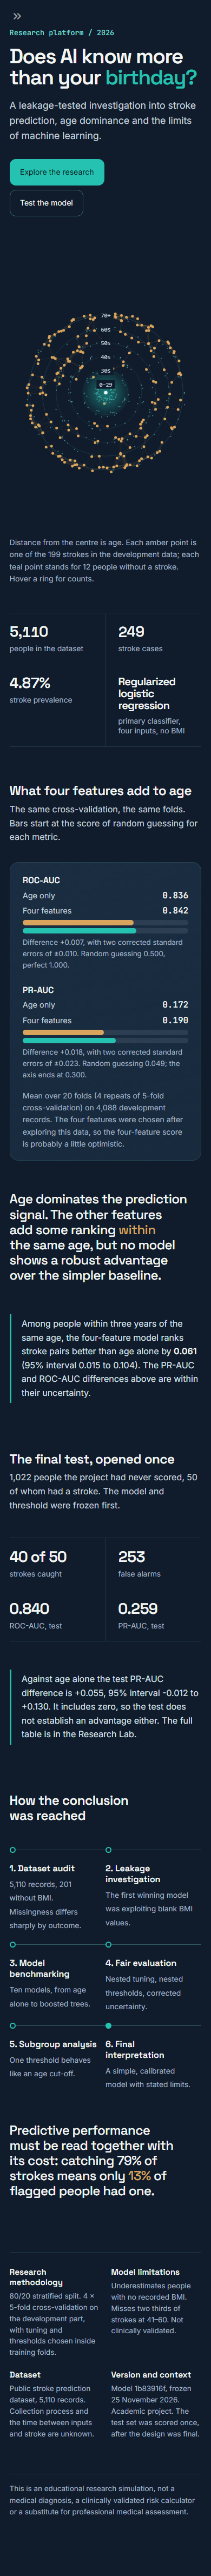 »
Research platform / 2026
Does AI know more
than your birthday?
A leakage-tested investigation into stroke
prediction, age dominance and the limits
of machine learning.
Explore the research
Test the model
70+
60s
50s
40s
30s
0–29
Distance from the centre is age. Each amber point is
one of the 199 strokes in the development data; each
teal point stands for 12 people without a stroke.
Hover a ring for counts.
5,110
people in the dataset
249
stroke cases
4.87%
stroke prevalence
Regularized
logistic
regression
primary classifier,
four inputs, no BMI
What four features add to age
The same cross-validation, the same folds.
Bars start at the score of random guessing for
each metric.
ROC-AUC
Age only 0.836
Four features 0.842
Difference +0.007, with two corrected standard
errors of ±0.010. Random guessing 0.500,
perfect 1.000.
PR-AUC
Age only 0.172
Four features 0.190
Difference +0.018, with two corrected standard
errors of ±0.023. Random guessing 0.049; the
axis ends at 0.300.
Mean over 20 folds (4 repeats of 5-fold
cross-validation) on 4,088 development
records. The four features were chosen after
exploring this data, so the four-feature score
is probably a little optimistic.
Age dominates the prediction
signal. The other features
add some ranking within
the same age, but no model
shows a robust advantage
over the simpler baseline.
Among people within three years of the
same age, the four-feature model ranks
stroke pairs better than age alone by 0.061
(95% interval 0.015 to 0.104). The PR-AUC
and ROC-AUC differences above are within
their uncertainty.
The final test, opened once
1,022 people the project had never scored, 50
of whom had a stroke. The model and
threshold were frozen first.
40 of 50
strokes caught
253
false alarms
0.840
ROC-AUC, test
0.259
PR-AUC, test
Against age alone the test PR-AUC
difference is +0.055, 95% interval -0.012 to
+0.130. It includes zero, so the test does
not establish an advantage either. The full
table is in the Research Lab.
How the conclusion
was reached
1. Dataset audit
5,110 records, 201
without BMI.
Missingness differs
sharply by outcome.
2. Leakage
investigation
The first winning model
was exploiting blank BMI
values.
3. Model
benchmarking
Ten models, from age
alone to boosted trees.
4. Fair evaluation
Nested tuning, nested
thresholds, corrected
uncertainty.
5. Subgroup analysis
One threshold behaves
like an age cut-off.
6. Final
interpretation
A simple, calibrated
model with stated limits.
Predictive performance
must be read together with
its cost: catching 79% of
strokes means only 13% of
flagged people had one.
Research
methodology
80/20 stratified split. 4 ×
5-fold cross-validation on
the development part,
with tuning and
thresholds chosen inside
training folds.
Model limitations
Underestimates people
with no recorded BMI.
Misses two thirds of
strokes at 41–60. Not
clinically validated.
Dataset
Public stroke prediction
dataset, 5,110 records.
Collection process and
the time between inputs
and stroke are unknown.
Version and context
Model 1b83916f, frozen
25 November 2026.
Academic project. The
test set was scored once,
after the design was final.
This is an educational research simulation, not a
medical diagnosis, a clinically validated risk calculator
or a substitute for professional medical assessment.